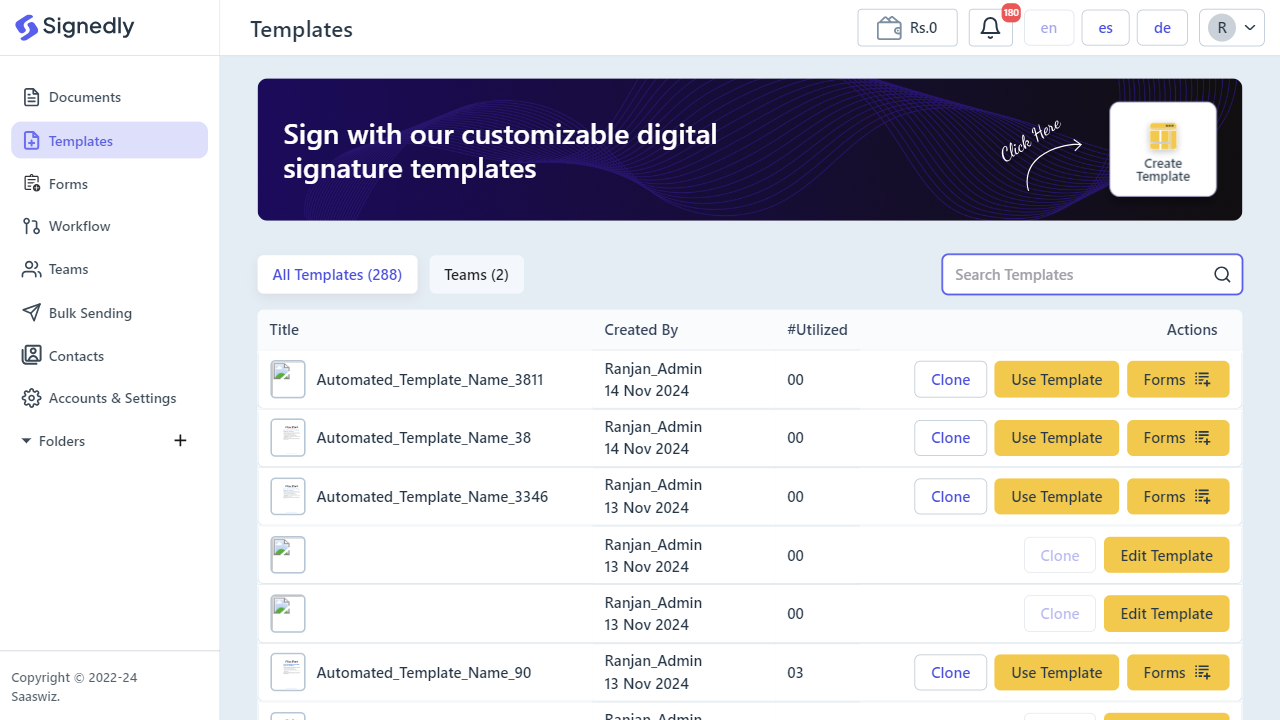 Signedly
Templates
Rs.0
180
en
es
de
R
Documents
Templates
Forms
Workflow
Teams
Bulk Sending
Contacts
Accounts & Settings
Folders
Copyright © 2022-24
Saaswiz.
Sign with our customizable digital
signature templates
Click Here
Create
Template
All Templates (288)
Teams (2)
Search Templates
Title Created By #Utilized Actions
Automated_Template_Name_3811 Ranjan_Admin 00 Clone Use Template Forms
14 Nov 2024
Automated_Template_Name_38 Ranjan_Admin 00 Clone Use Template Forms
14 Nov 2024
Automated_Template_Name_3346 Ranjan_Admin 00 Clone Use Template Forms
13 Nov 2024
Ranjan_Admin 00 Clone Edit Template
13 Nov 2024
Ranjan_Admin 00 Clone Edit Template
13 Nov 2024
Automated_Template_Name_90 Ranjan_Admin 03 Clone Use Template Forms
13 Nov 2024
Ranjan_Admin